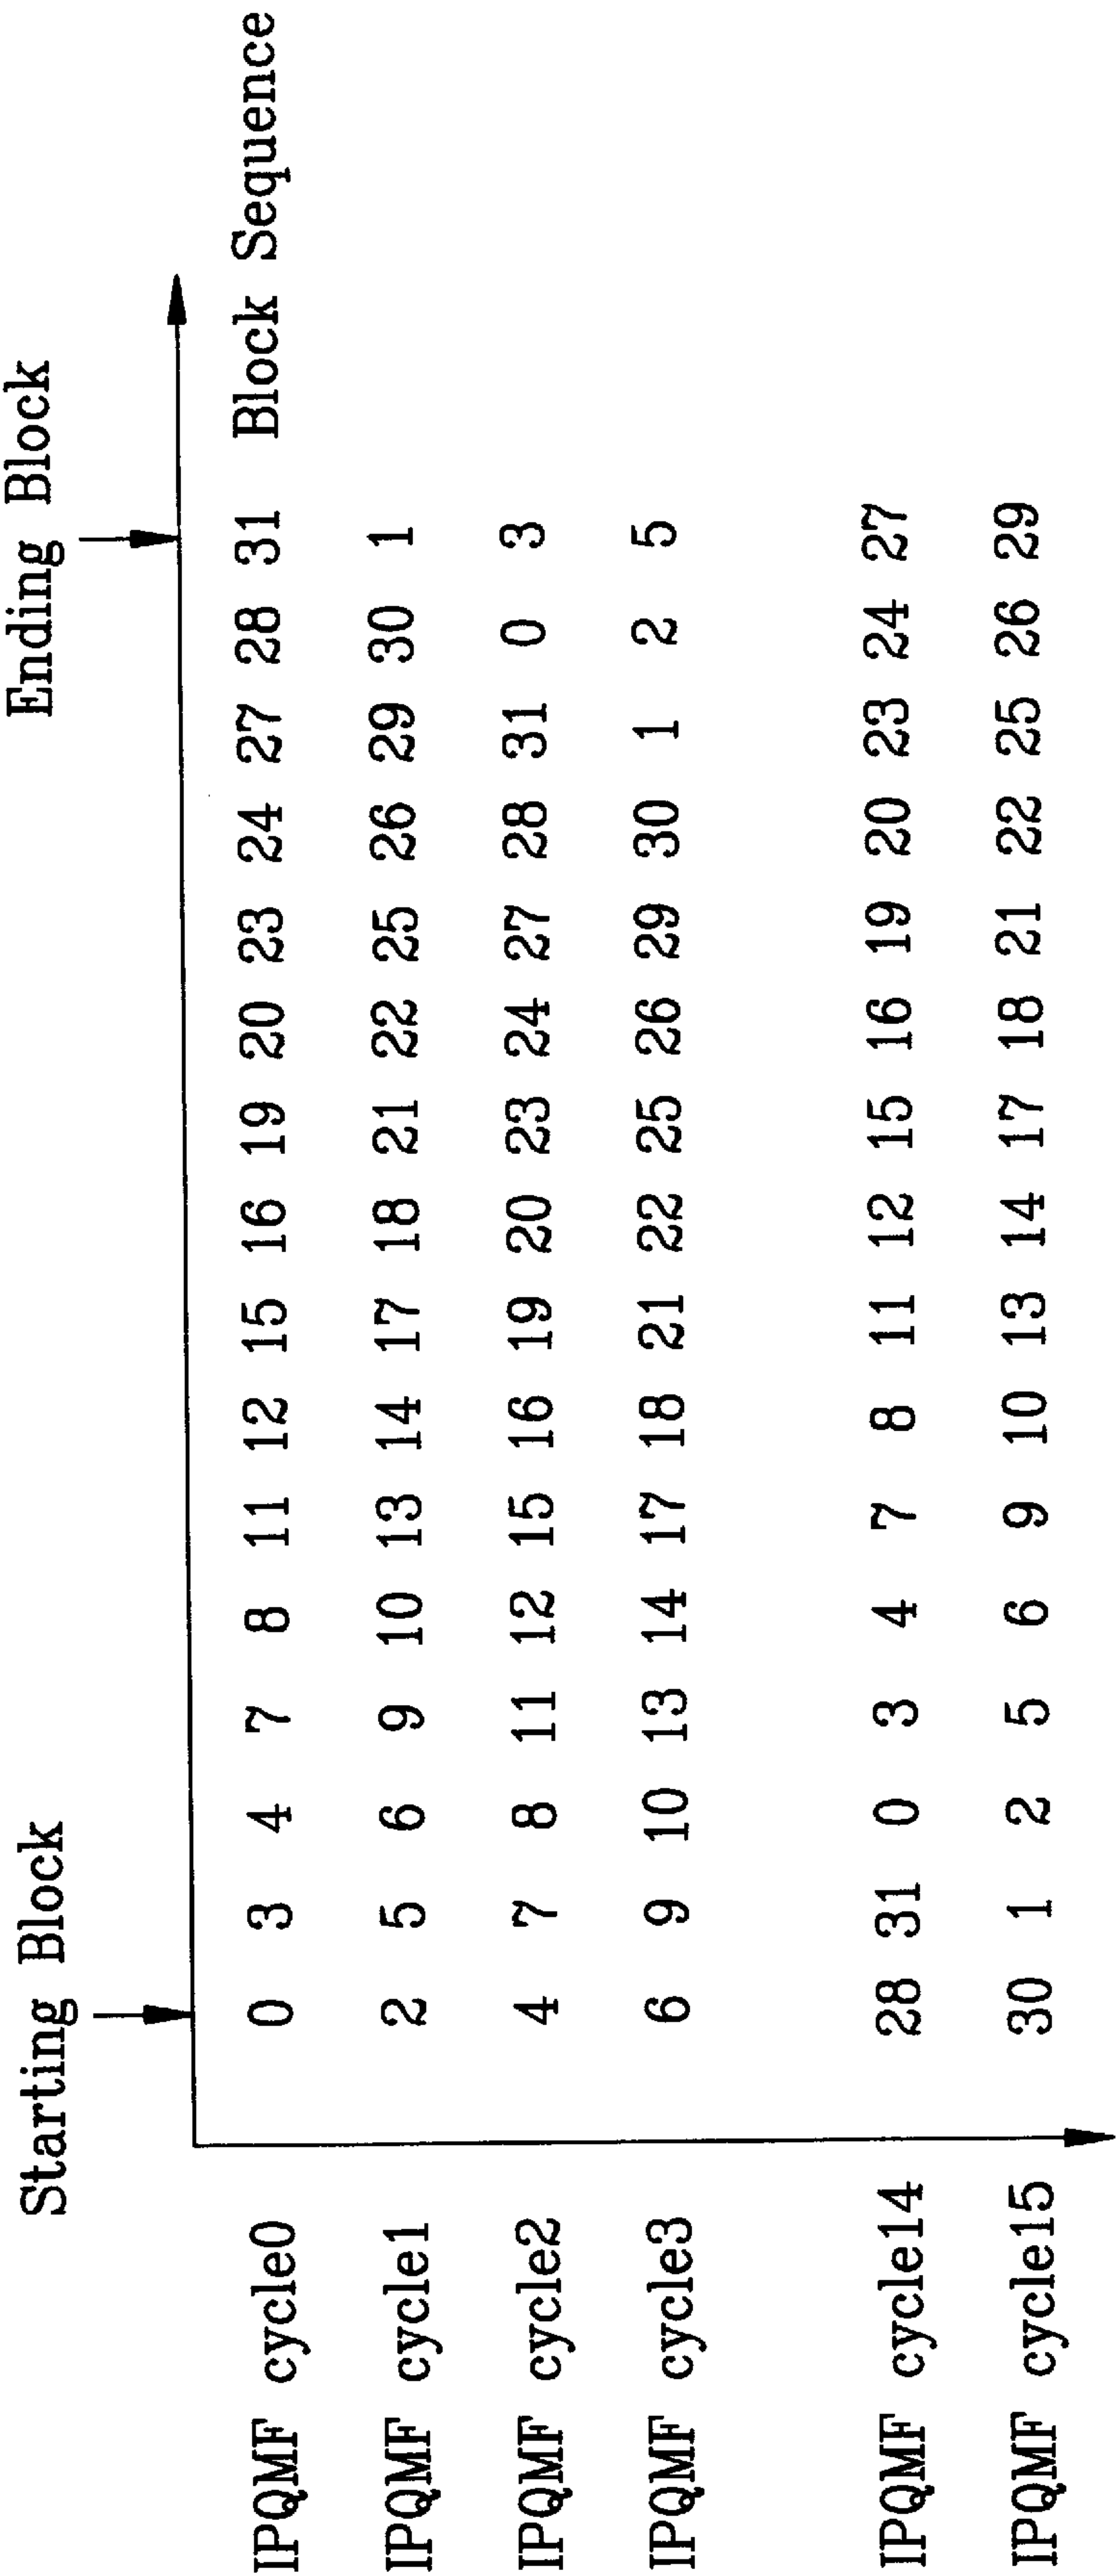 Starting Block
Ending Block
Block Sequence
IPQMF cycle0 0 3 4 7 8 11 12 15 16 19 20 23 24 27 28 31
IPQMF cycle1 2 5 6 9 10 13 14 17 18 21 22 25 26 29 30 1
IPQMF cycle2 4 7 8 11 12 15 16 19 20 23 24 27 28 31 0 3
IPQMF cycle3 6 9 10 13 14 17 18 21 22 25 26 29 30 1 2 5
IPQMF cycle14 28 31 0 3 4 7 8 11 12 15 16 19 20 23 24 27
IPQMF cycle15 30 1 2 5 6 9 10 13 14 17 18 21 22 25 26 29